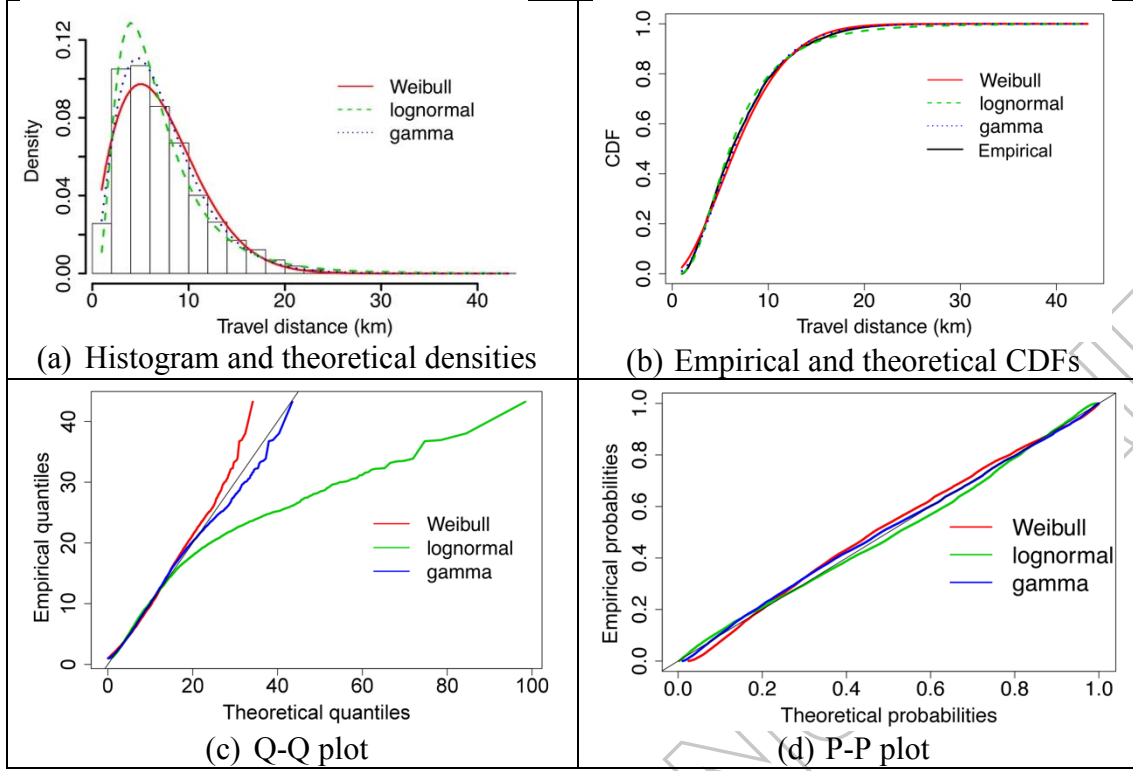 Density
0.00 0.04 0.08 0.12
Weibull
lognormal
gamma
0 10 20 30 40
Travel distance (km)
(a) Histogram and theoretical densities
CDF
0.0 0.2 0.4 0.6 0.8 1.0
Weibull
lognormal
gamma
Empirical
0 10 20 30 40
Travel distance (km)
(b) Empirical and theoretical CDFs
Empirical quantiles
0 10 20 30 40
Weibull
lognormal
gamma
0 20 40 60 80 100
Theoretical quantiles
(c) Q-Q plot
Empirical probabilities
0.0 0.2 0.4 0.6 0.8 1.0
Weibull
lognormal
gamma
0.0 0.2 0.4 0.6 0.8 1.0
Theoretical probabilities
(d) P-P plot